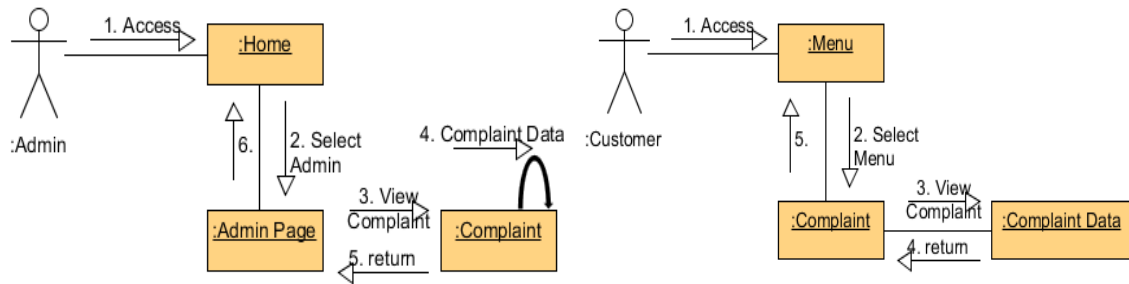 1. Access
:Home
:Admin
6.
2. Select
Admin
4. Complaint Data
3. View
Complaint
:Admin Page
:Complaint
5. return
1. Access
:Menu
:Customer
5.
2. Select
Menu
3. View
Complaint
:Complaint
:Complaint Data
4. return